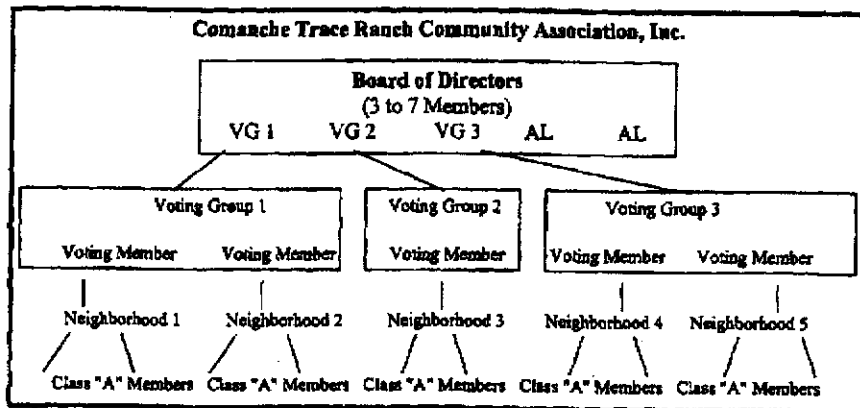 Comanche Trace Ranch Community Association, Inc.
Board of Directors
(3 to 7 Members)
VG 1 VG 2 VG 3 AL AL
Voting Group 1 Voting Group 2 Voting Group 3
Voting Member Voting Member Voting Member Voting Member Voting Member
Neighborhood 1 Neighborhood 2 Neighborhood 3 Neighborhood 4 Neighborhood 5
Class "A" Members Class "A" Members Class "A" Members Class "A" Members Class "A" Members